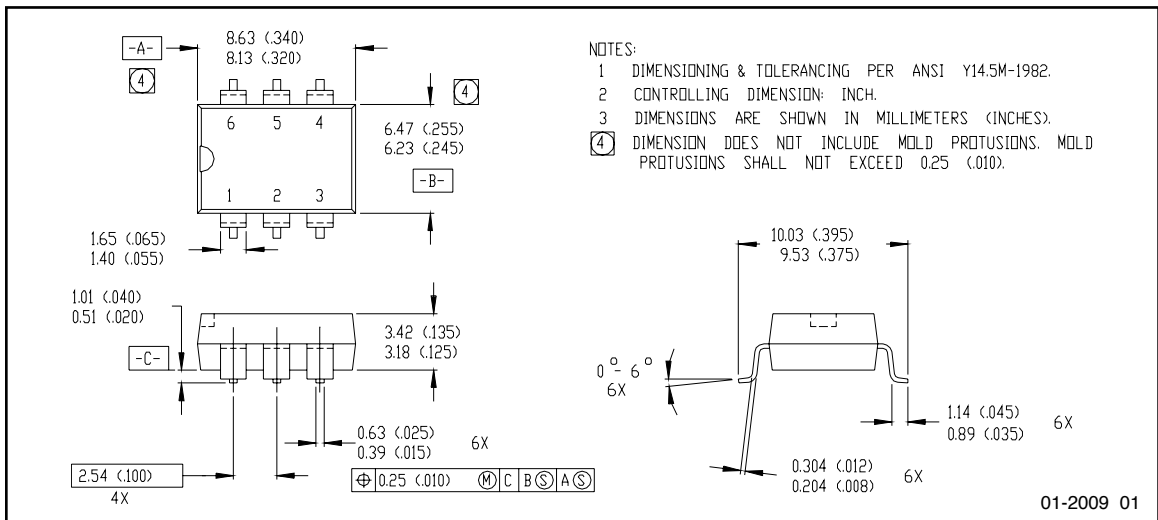 8.63 (.340)
8.13 (.320)
-A-
4
4
6 5 4
6.47 (.255)
6.23 (.245)
-B-
1 2 3
1.65 (.065)
1.40 (.055)
NOTES:
1 DIMENSIONING & TOLERANCING PER ANSI Y14.5M-1982.
2 CONTROLLING DIMENSION: INCH.
3 DIMENSIONS ARE SHOWN IN MILLIMETERS (INCHES).
4 DIMENSION DOES NOT INCLUDE MOLD PROTUSIONS. MOLD
PROTUSIONS SHALL NOT EXCEED 0.25 (.010).
1.01 (.040)
0.51 (.020)
-C-
3.42 (.135)
3.18 (.125)
0.63 (.025)
0.39 (.015)
6X
2.54 (.100)
4X
⌖ 0.25 (.010) Ⓜ C B Ⓢ A Ⓢ
10.03 (.395)
9.53 (.375)
0° - 6°
6X
1.14 (.045)
0.89 (.035)
6X
0.304 (.012)
0.204 (.008)
6X
01-2009 01